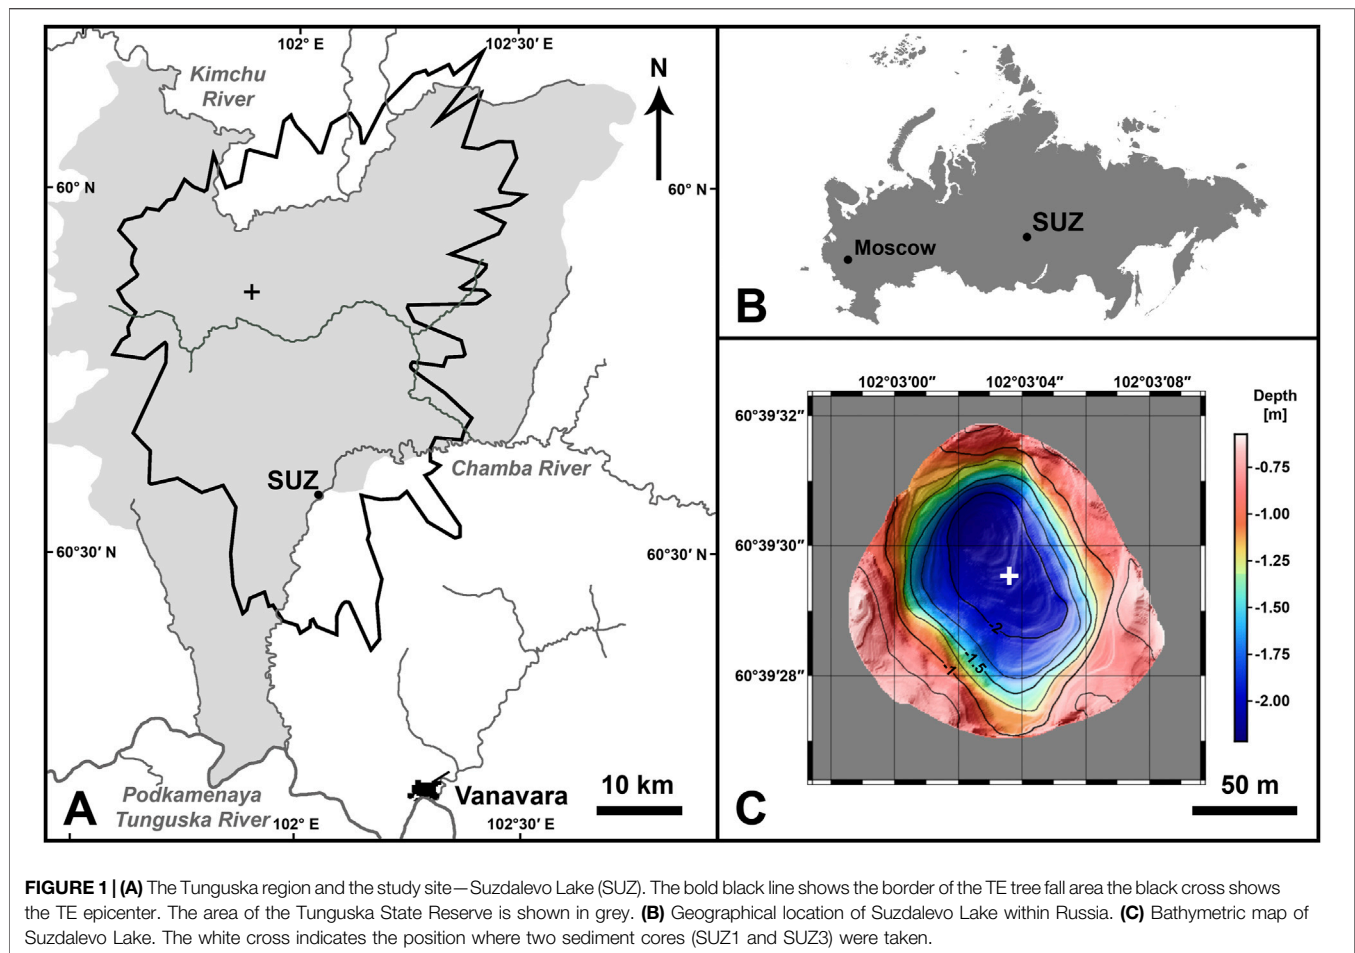 102° E
102°30′ E
Kimchu
River
N
60° N
60° N
SUZ
Chamba River
60°30′ N
60°30′ N
Podkamenaya
Tunguska River
Vanavara
10 km
102° E
102°30′ E
A
SUZ
Moscow
B
102°03′00″
102°03′04″
102°03′08″
Depth
[m]
60°39′32″
60°39′30″
60°39′28″
-0.75
-1.00
-1.25
-1.50
-1.75
-2.00
-2
-1.5
-1
50 m
C
FIGURE 1 | (A) The Tunguska region and the study site—Suzdalevo Lake (SUZ). The bold black line shows the border of the TE tree fall area the black cross shows
the TE epicenter. The area of the Tunguska State Reserve is shown in grey. (B) Geographical location of Suzdalevo Lake within Russia. (C) Bathymetric map of
Suzdalevo Lake. The white cross indicates the position where two sediment cores (SUZ1 and SUZ3) were taken.